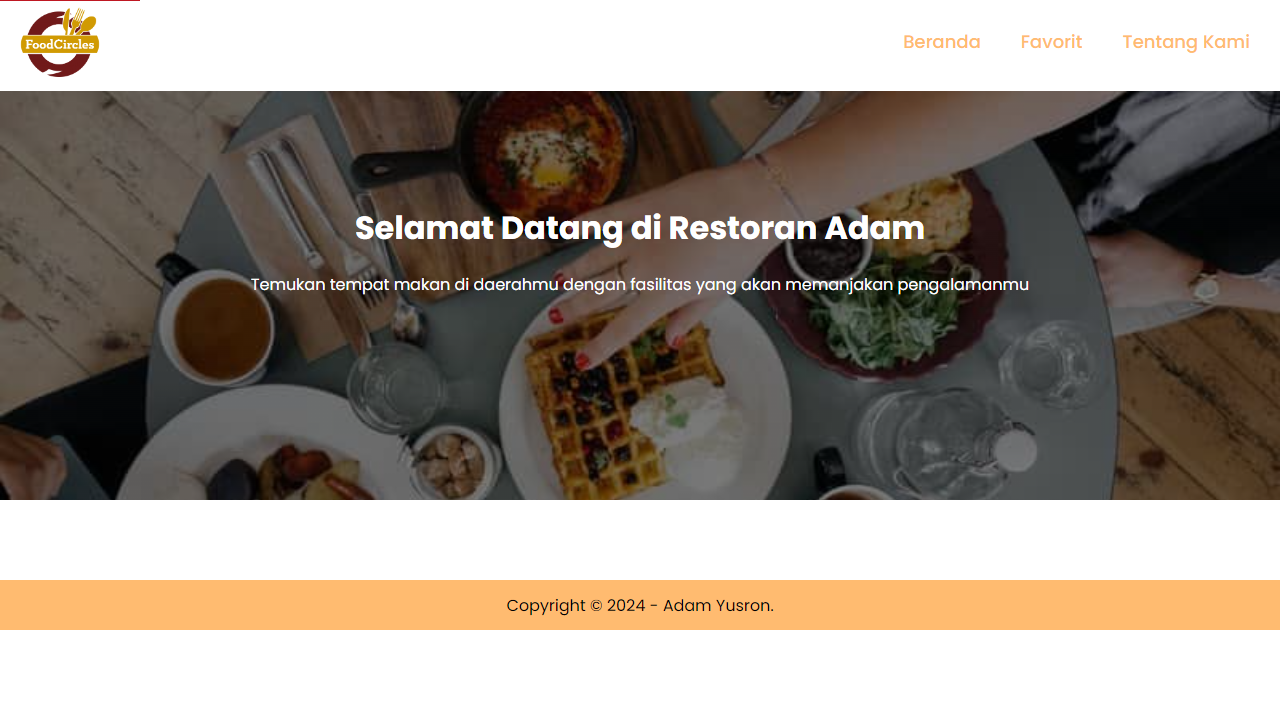 FoodCircles
Beranda Favorit Tentang Kami
Selamat Datang di Restoran Adam
Temukan tempat makan di daerahmu dengan fasilitas yang akan memanjakan pengalamanmu
Copyright © 2024 - Adam Yusron.